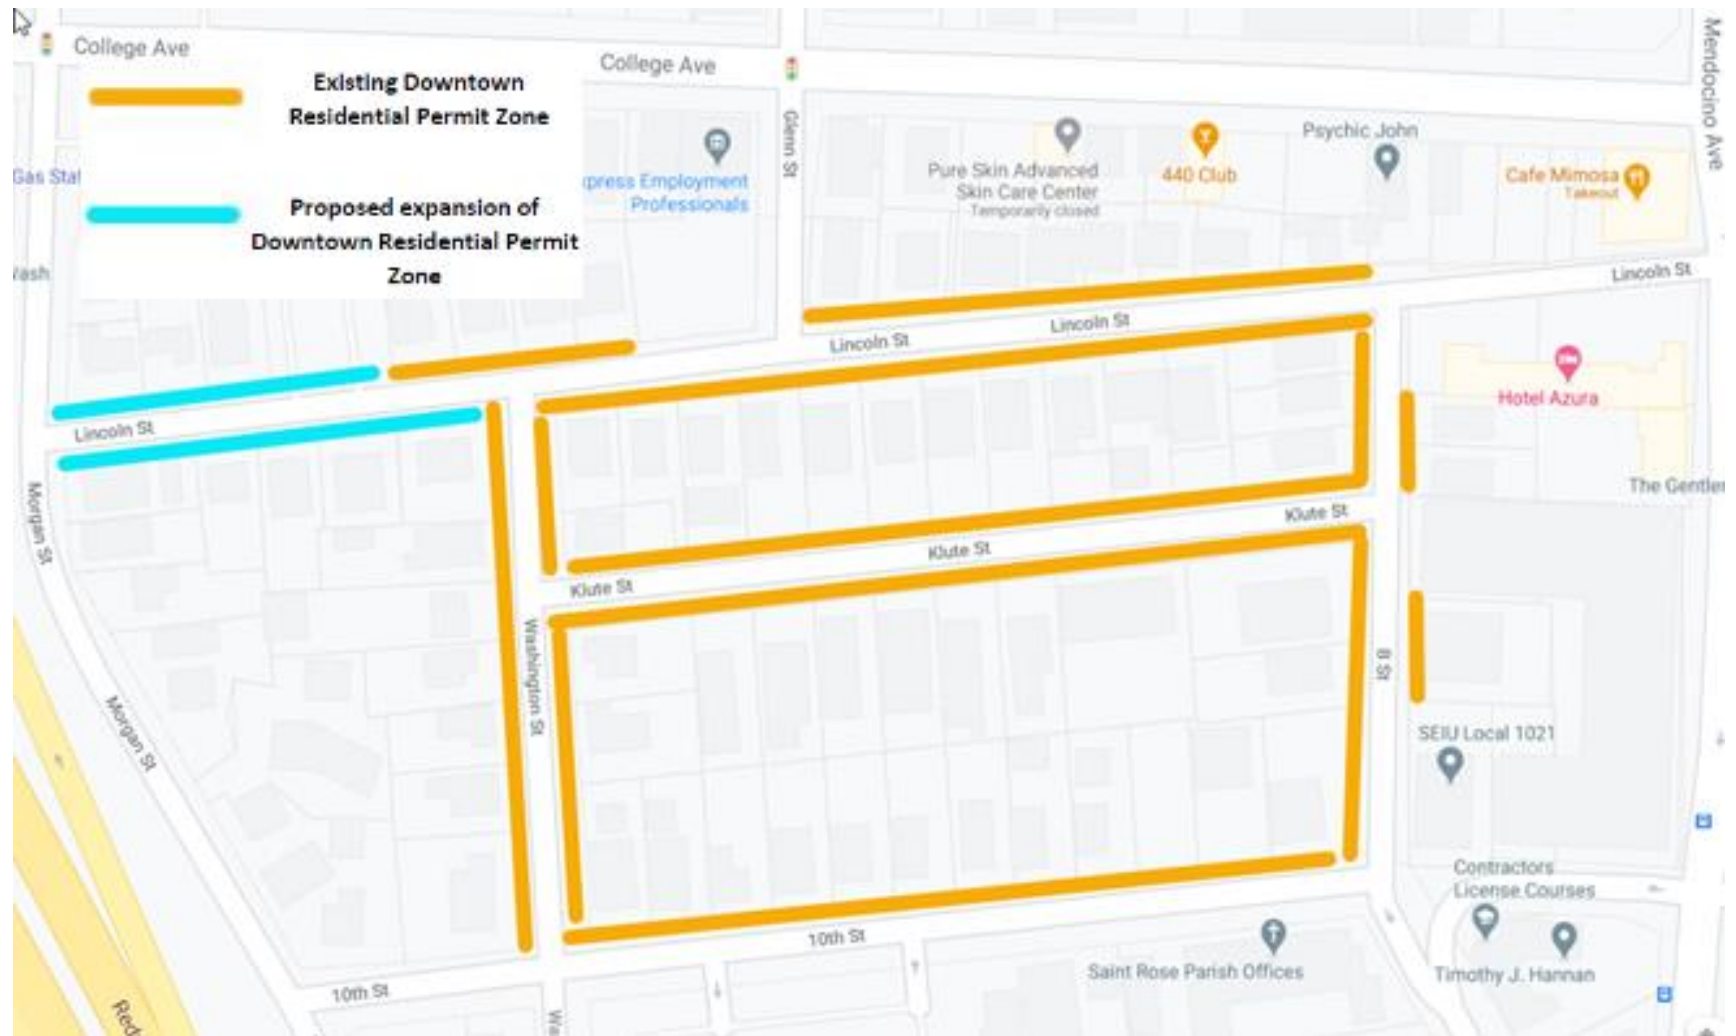 College Ave
College Ave
Mendocino Ave
Existing Downtown
Residential Permit Zone
Glenn St
Psychic John
Pure Skin Advanced
Skin Care Center
Temporarily closed
440 Club
Cafe Mimosa
Takeout
Gas Stat
xpress Employment
Professionals
Proposed expansion of
Downtown Residential Permit
Zone
Lincoln St
Lincoln St
Lincoln St
Lincoln St
Hotel Azura
The Gentler
Morgan St
Klute St
Klute St
Klute St
Washington St
B St
Morgan St
SEIU Local 1021
Contractors
License Courses
10th St
Saint Rose Parish Offices
Timothy J. Hannan
10th St
Wa
Red